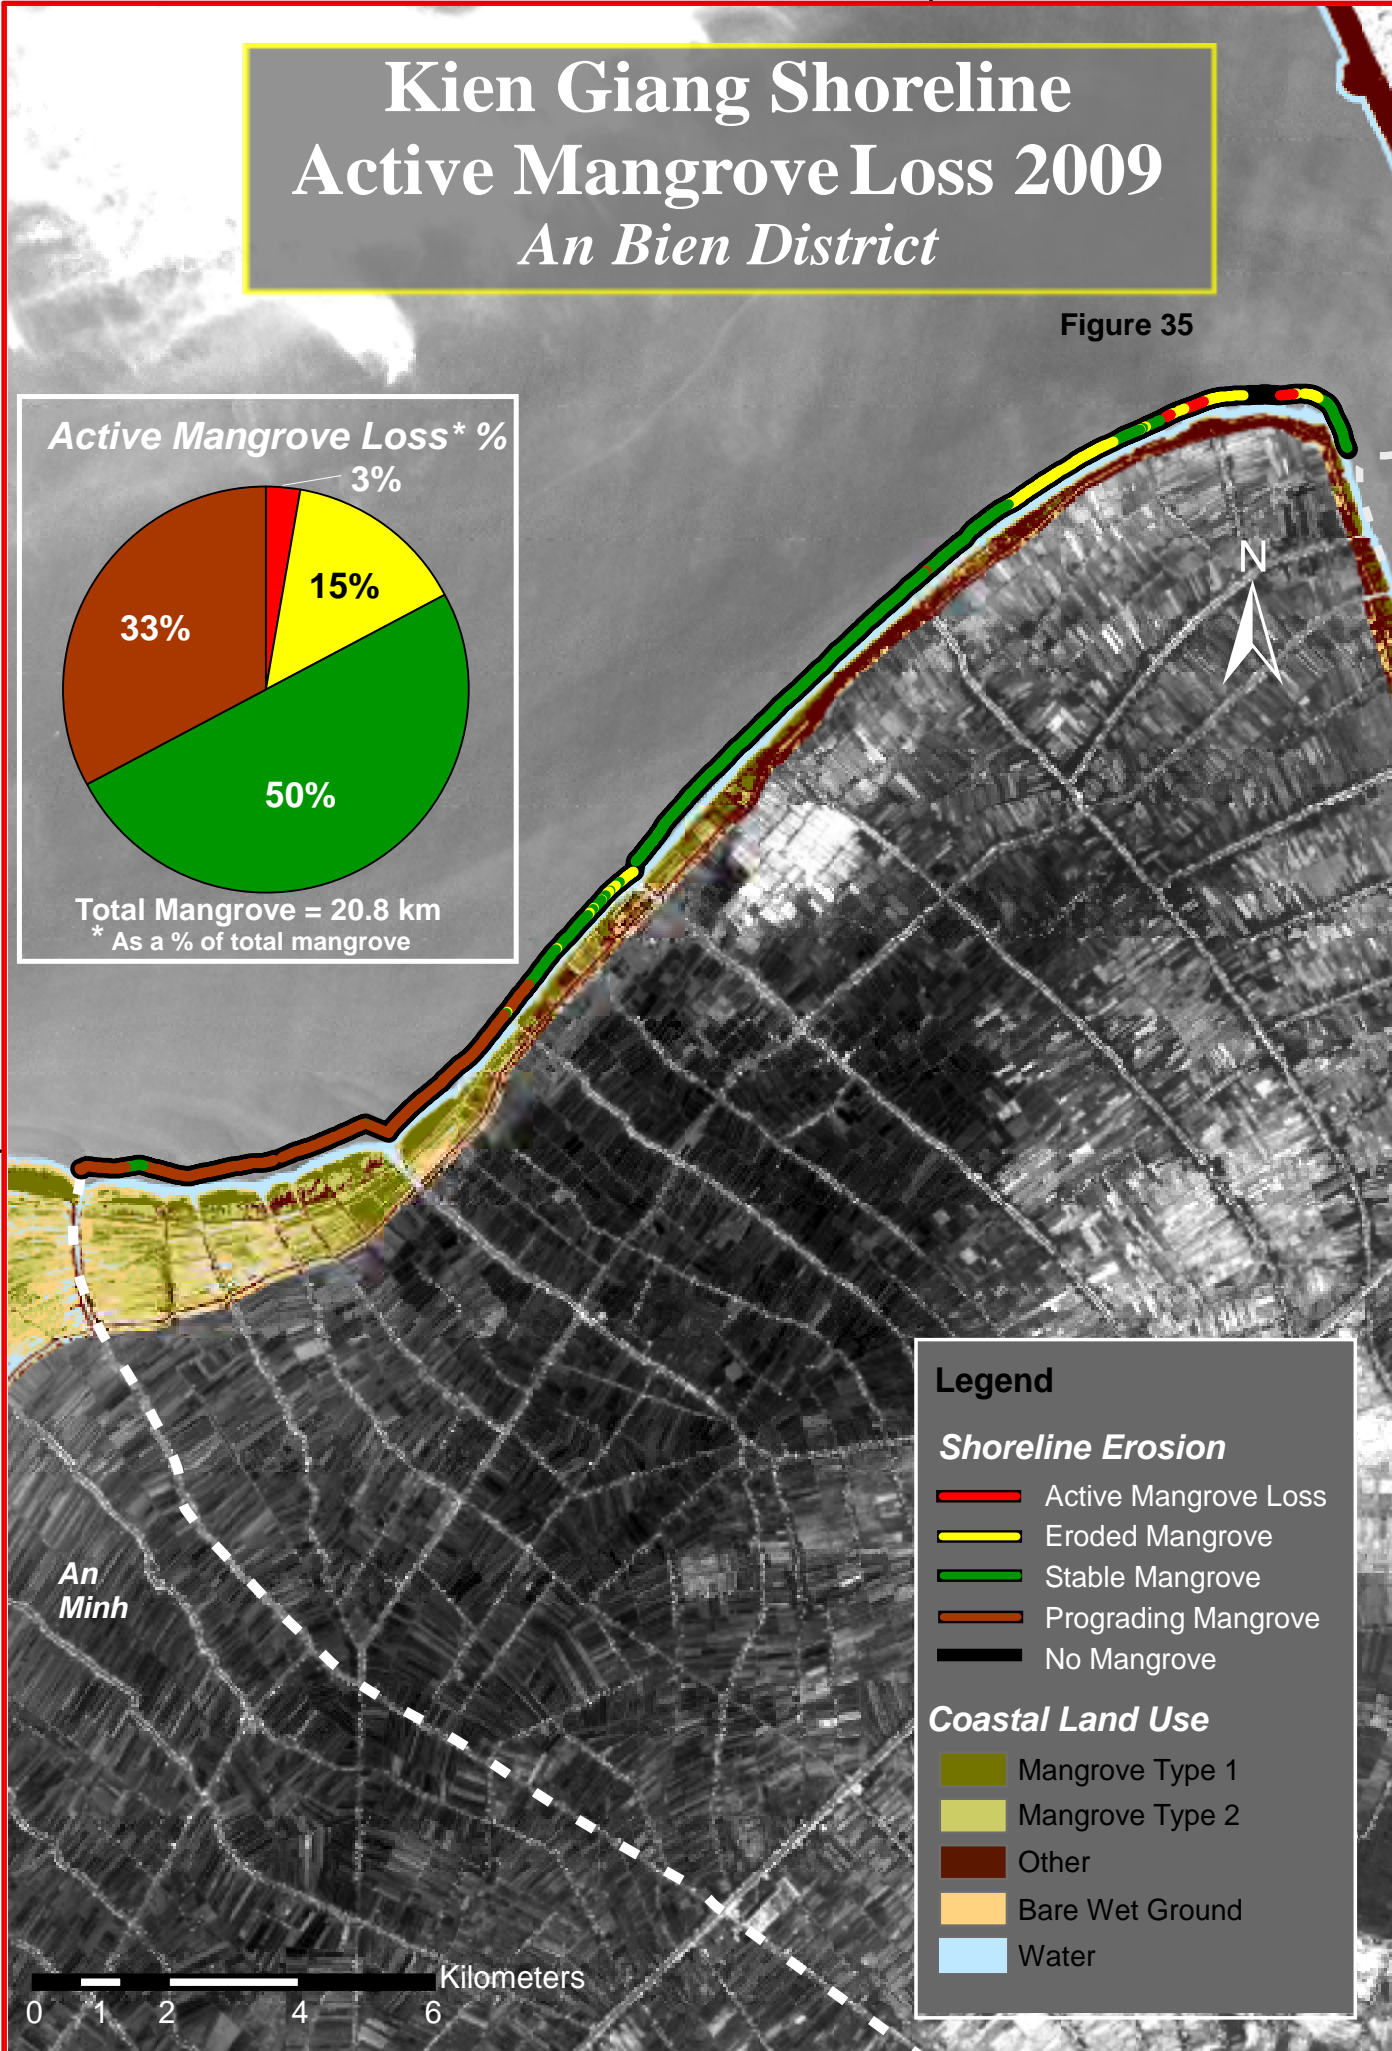 Kien Giang Shoreline
Active Mangrove Loss 2009
An Bien District
Figure 35
Active Mangrove Loss* %
3%
15%
33%
50%
Total Mangrove = 20.8 km
* As a % of total mangrove
N
An
Minh
Legend
Shoreline Erosion
Active Mangrove Loss
Eroded Mangrove
Stable Mangrove
Prograding Mangrove
No Mangrove
Coastal Land Use
Mangrove Type 1
Mangrove Type 2
Other
Bare Wet Ground
Water
Kilometers
0 1 2 4 6